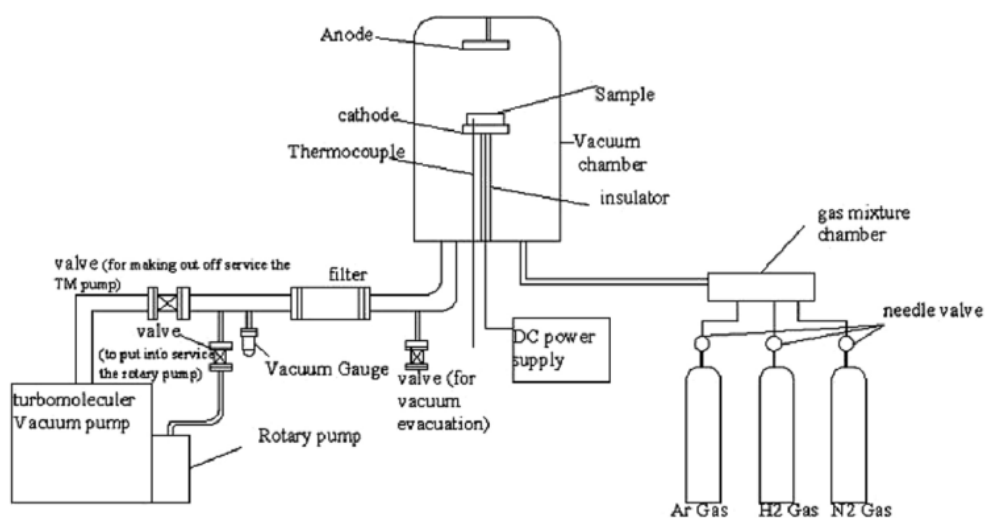 Anode
Sample
cathode
Vacuum
chamber
Thermocouple
insulator
gas mixture
chamber
valve (for making out off service the
TM pump)
filter
needle valve
valve
(to put into service
the rotary pump)
Vacuum Gauge
DC power
supply
valve (for
vacuum
evacuation)
turbomoleculer
Vacuum pump
Rotary pump
Ar Gas
H2 Gas
N2 Gas